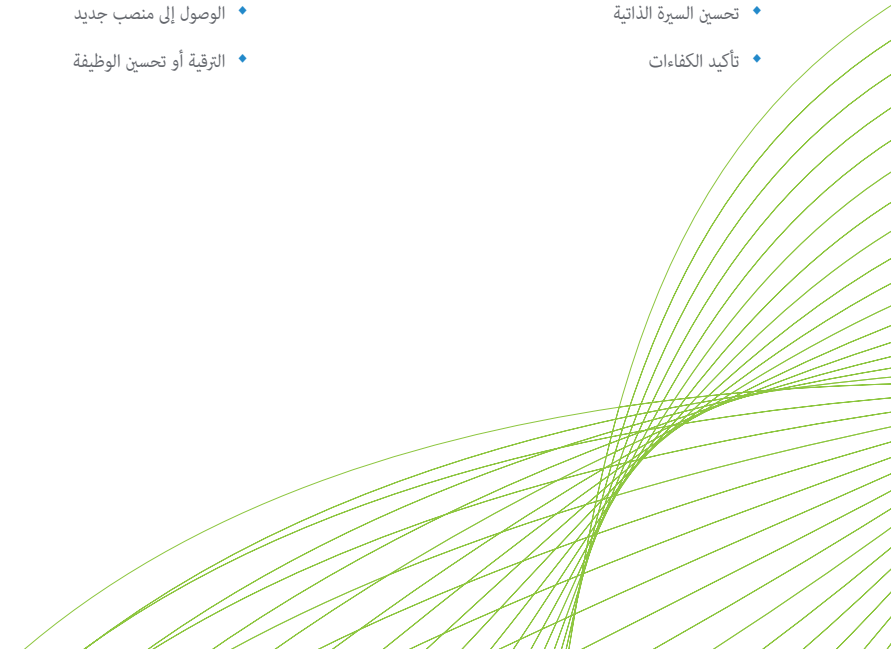 تحسين السيرة الذاتية
تأكيد الكفاءات
الوصول إلى منصب جديد
الترقية أو تحسين الوظيفة